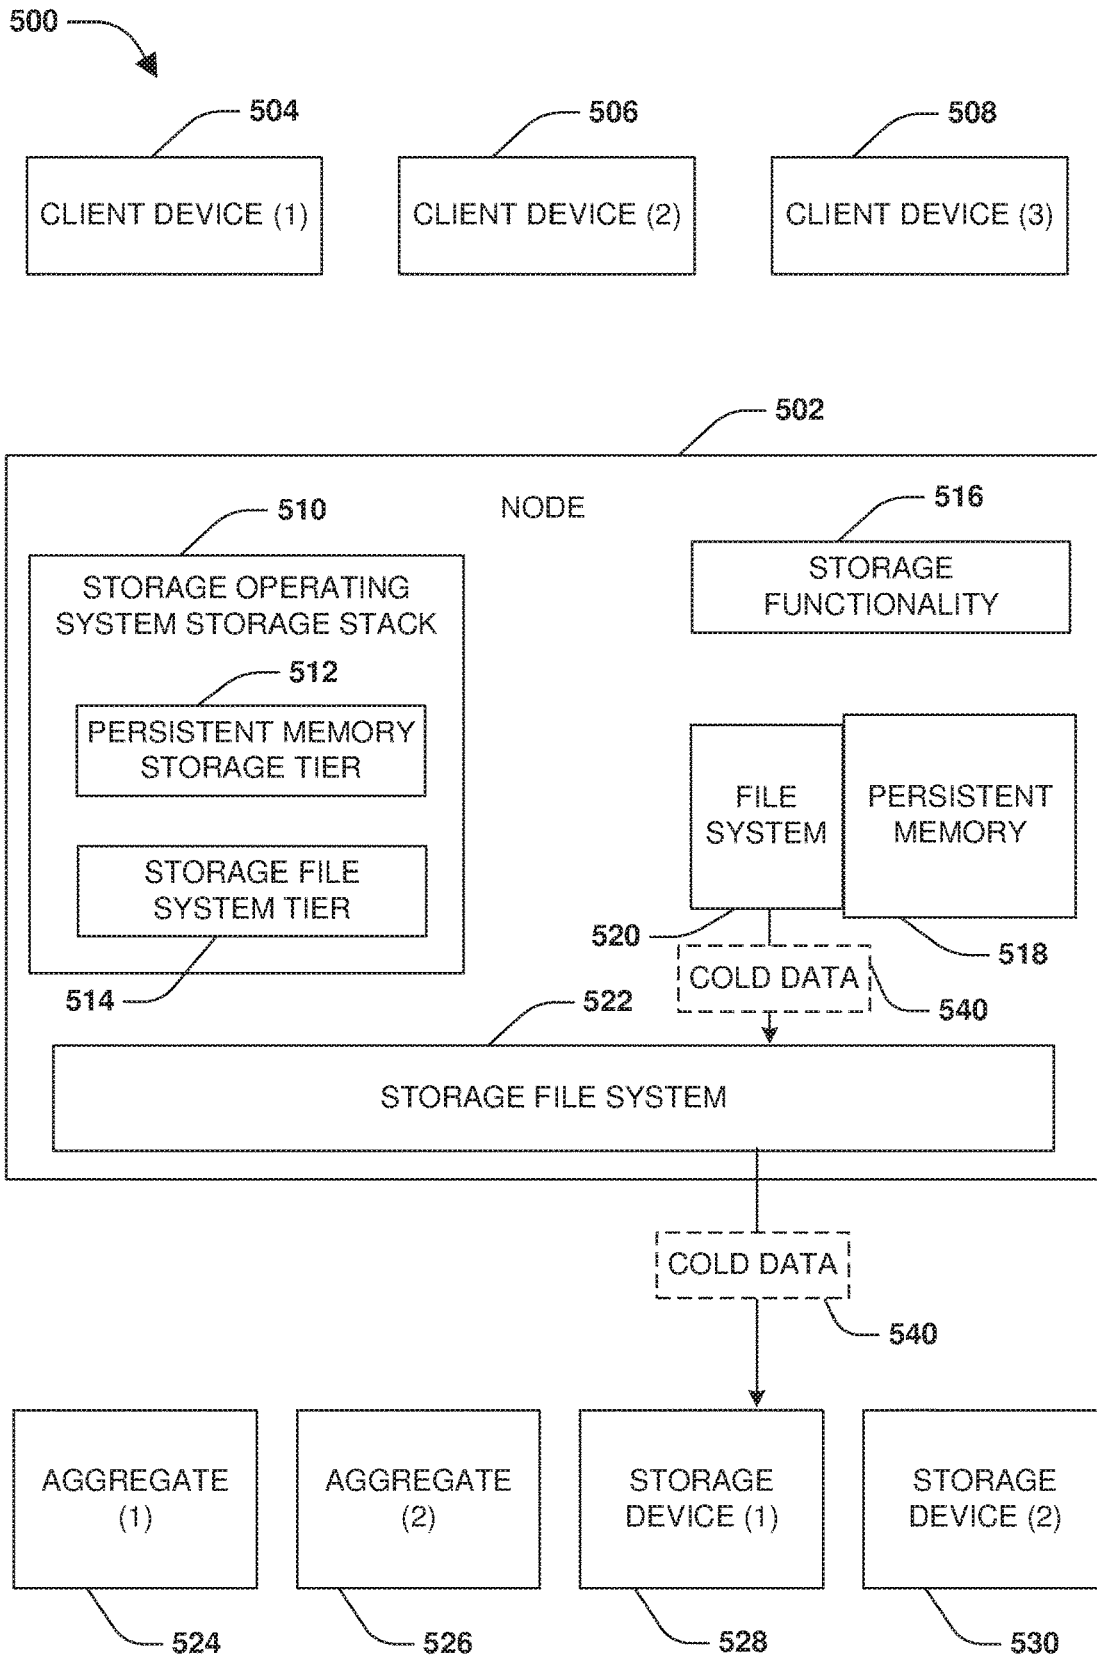 500
504
506
508
CLIENT DEVICE (1)
CLIENT DEVICE (2)
CLIENT DEVICE (3)
502
NODE
510
516
STORAGE OPERATING
SYSTEM STORAGE STACK
STORAGE
FUNCTIONALITY
512
PERSISTENT MEMORY
STORAGE TIER
FILE
SYSTEM
PERSISTENT
MEMORY
STORAGE FILE
SYSTEM TIER
520
518
COLD DATA
540
514
522
STORAGE FILE SYSTEM
COLD DATA
540
AGGREGATE
(1)
AGGREGATE
(2)
STORAGE
DEVICE (1)
STORAGE
DEVICE (2)
524
526
528
530